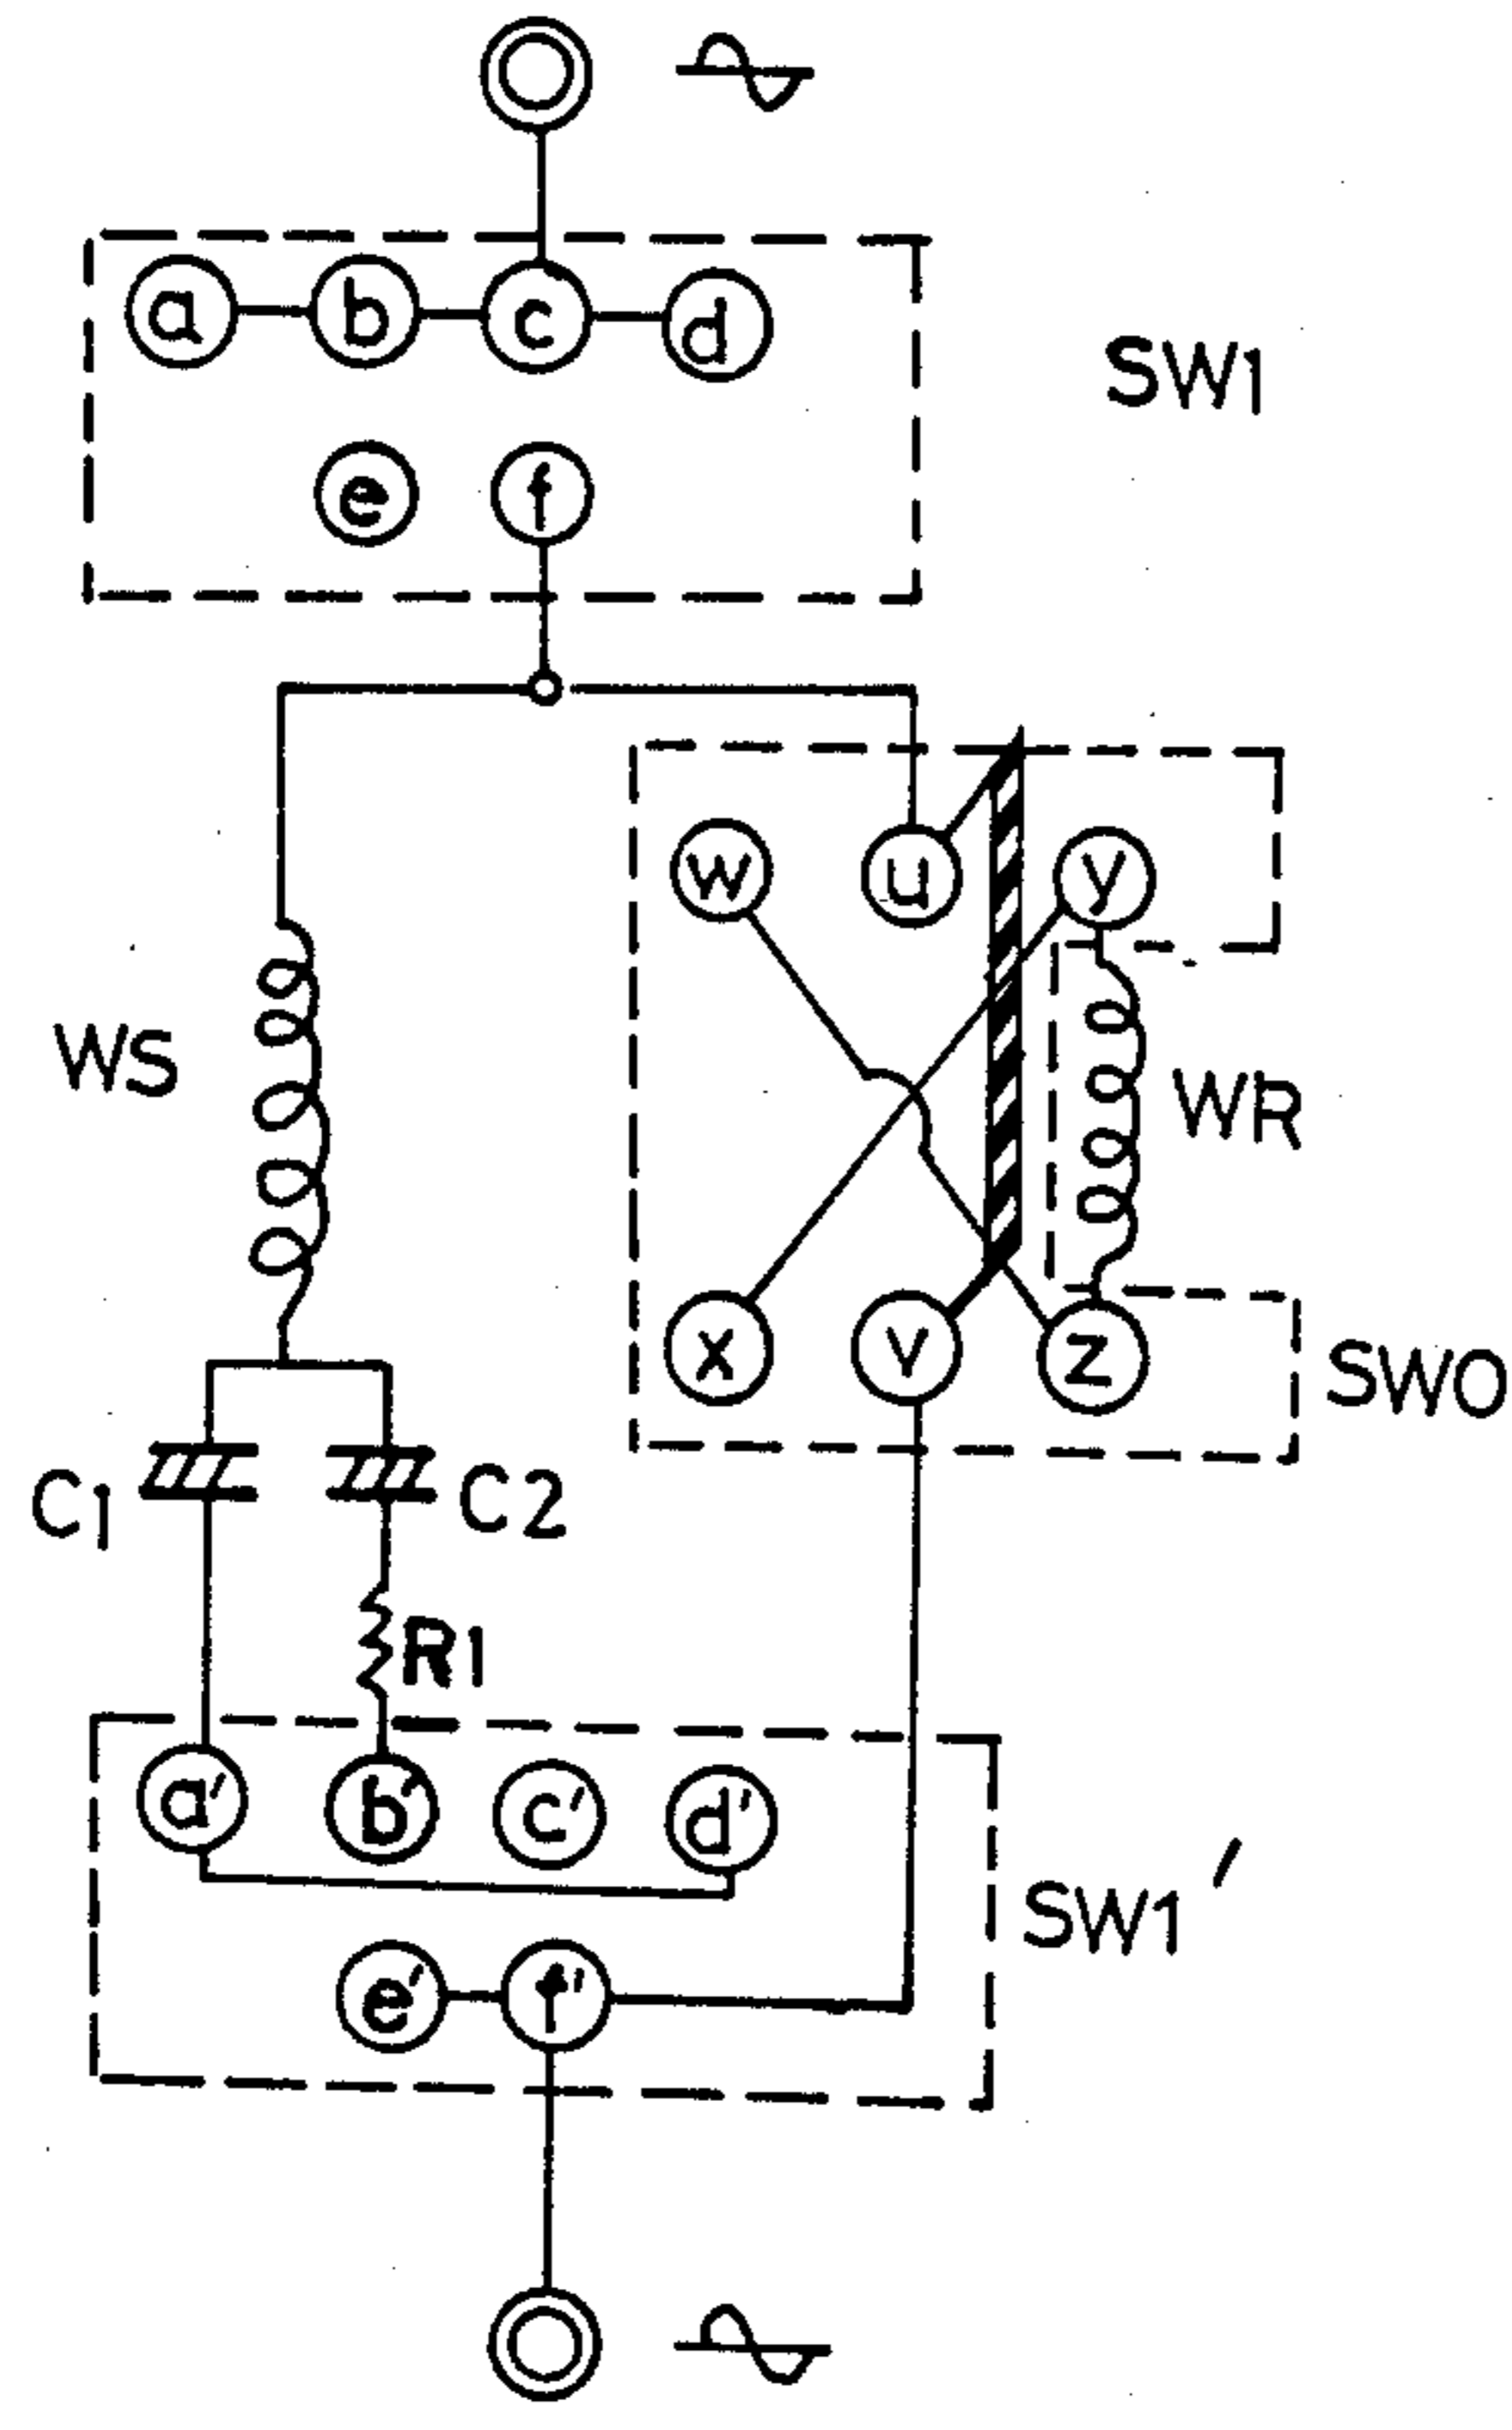 a b c d
SW1
e f
w u y
WS
WR
x v z
SW0
C1 C2
R1
a' b' c' d'
SW1'
e' f'